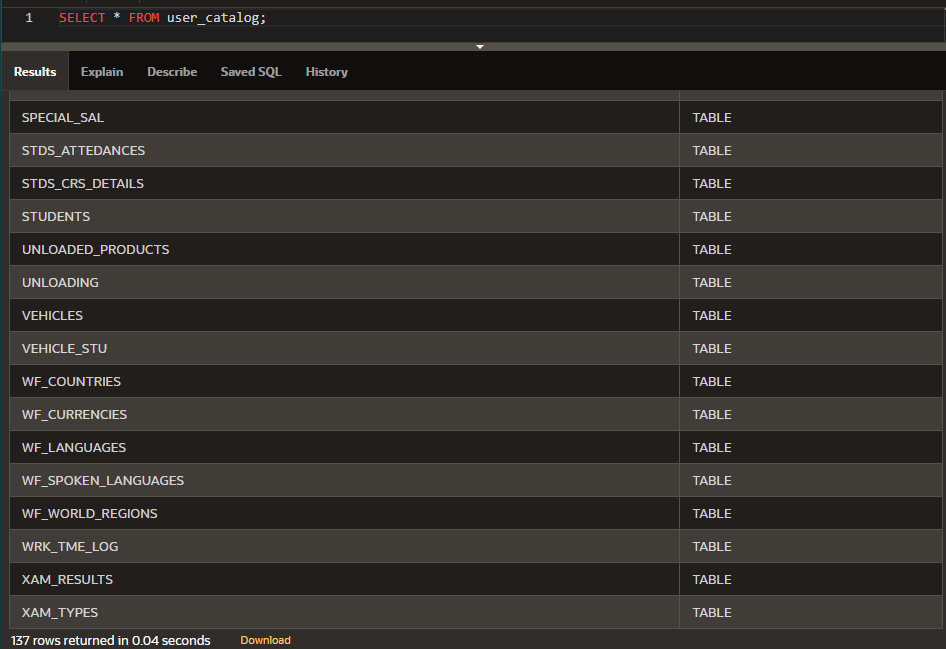 1 SELECT * FROM user_catalog;
Results Explain Describe Saved SQL History
SPECIAL_SAL TABLE
STDS_ATTEDANCES TABLE
STDS_CRS_DETAILS TABLE
STUDENTS TABLE
UNLOADED_PRODUCTS TABLE
UNLOADING TABLE
VEHICLES TABLE
VEHICLE_STU TABLE
WF_COUNTRIES TABLE
WF_CURRENCIES TABLE
WF_LANGUAGES TABLE
WF_SPOKEN_LANGUAGES TABLE
WF_WORLD_REGIONS TABLE
WRK_TME_LOG TABLE
XAM_RESULTS TABLE
XAM_TYPES TABLE
137 rows returned in 0.04 seconds Download